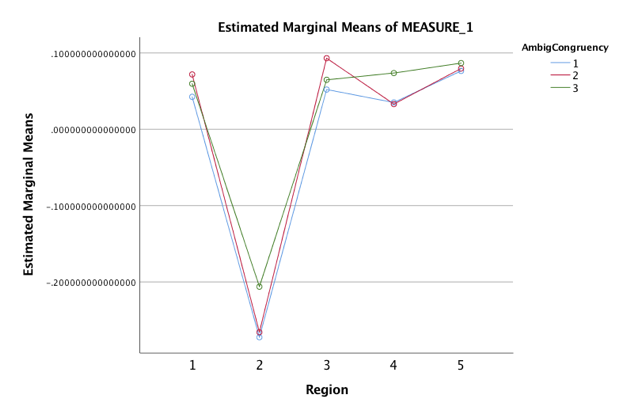 Estimated Marginal Means of MEASURE_1
AmbigCongruency
1
2
3
Estimated Marginal Means
.100000000000000
.000000000000000
-.100000000000000
-.200000000000000
1 2 3 4 5
Region